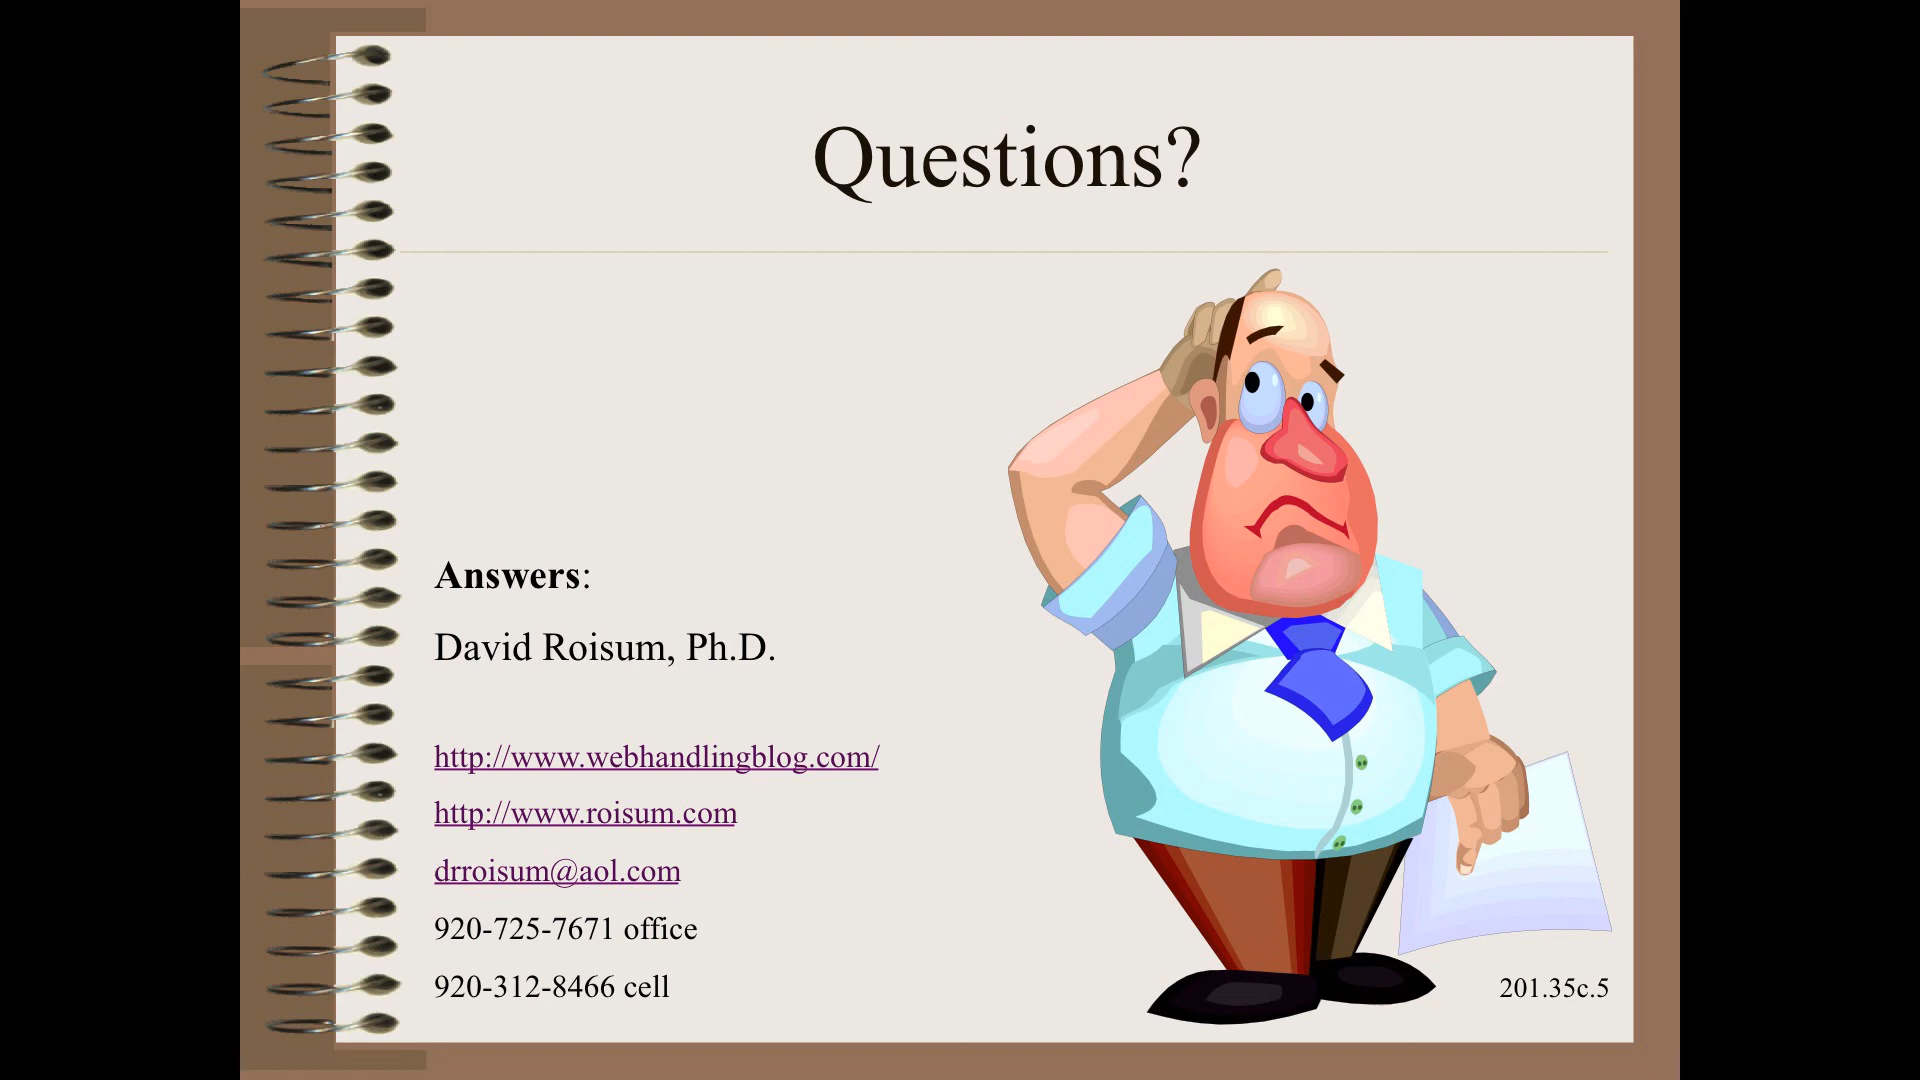 Questions?
Answers:
David Roisum, Ph.D.
http://www.webhandlingblog.com/
http://www.roisum.com
drroisum@aol.com
920-725-7671 office
920-312-8466 cell
201.35c.5